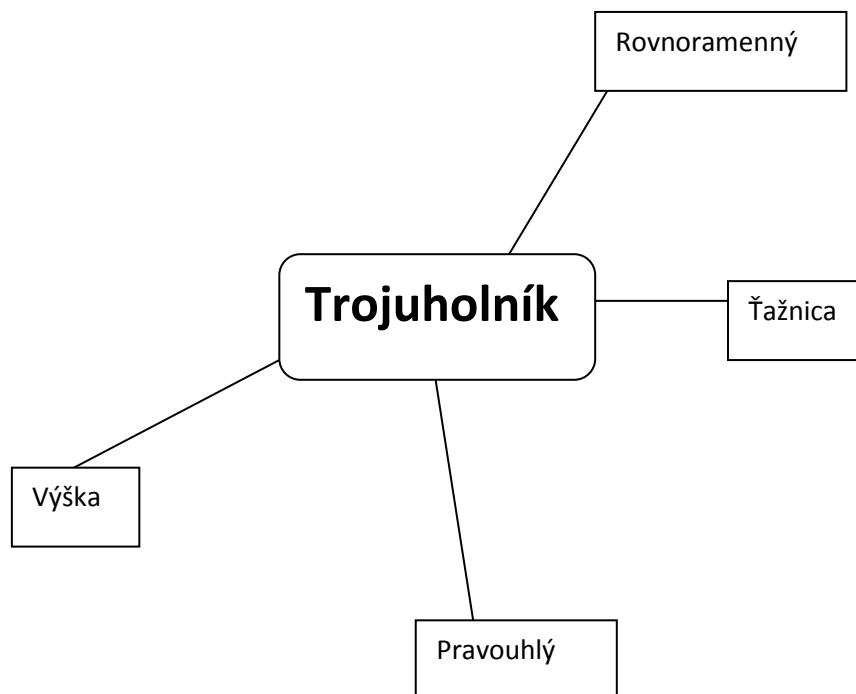 Rovnoramenný
Trojuholník
Ťažnica
Výška
Pravouhlý